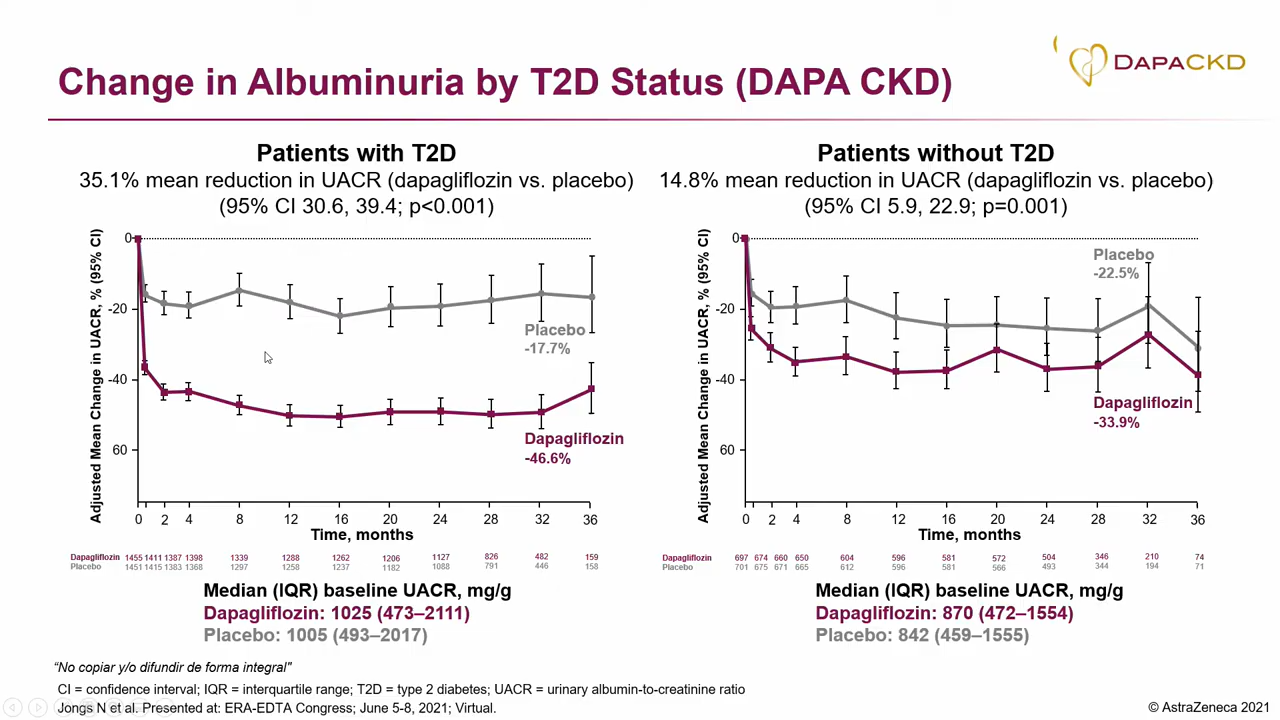 Change in Albuminuria by T2D Status (DAPA CKD)
DAPACKD
Patients with T2D
35.1% mean reduction in UACR (dapagliflozin vs. placebo)
(95% CI 30.6, 39.4; p<0.001)
Adjusted Mean Change in UACR, % (95% CI)
0
-20
-40
60
Placebo
-17.7%
Dapagliflozin
-46.6%
0 2 4 8 12 16 20 24 28 32 36
Time, months
Dapagliflozin 1455 1411 1387 1398 1339 1288 1262 1206 1127 826 482 159
Placebo 1451 1415 1383 1368 1297 1258 1237 1182 1088 791 446 158
Median (IQR) baseline UACR, mg/g
Dapagliflozin: 1025 (473–2111)
Placebo: 1005 (493–2017)
Patients without T2D
14.8% mean reduction in UACR (dapagliflozin vs. placebo)
(95% CI 5.9, 22.9; p=0.001)
Adjusted Mean Change in UACR, % (95% CI)
0
-20
-40
60
Placebo
-22.5%
Dapagliflozin
-33.9%
0 2 4 8 12 16 20 24 28 32 36
Time, months
Dapagliflozin 697 674 660 650 604 596 581 572 504 346 210 74
Placebo 701 675 671 665 612 596 581 566 493 344 194 71
Median (IQR) baseline UACR, mg/g
Dapagliflozin: 870 (472–1554)
Placebo: 842 (459–1555)
“No copiar y/o difundir de forma integral"
CI = confidence interval; IQR = interquartile range; T2D = type 2 diabetes; UACR = urinary albumin-to-creatinine ratio
Jongs N et al. Presented at: ERA-EDTA Congress; June 5-8, 2021; Virtual.
© AstraZeneca 2021